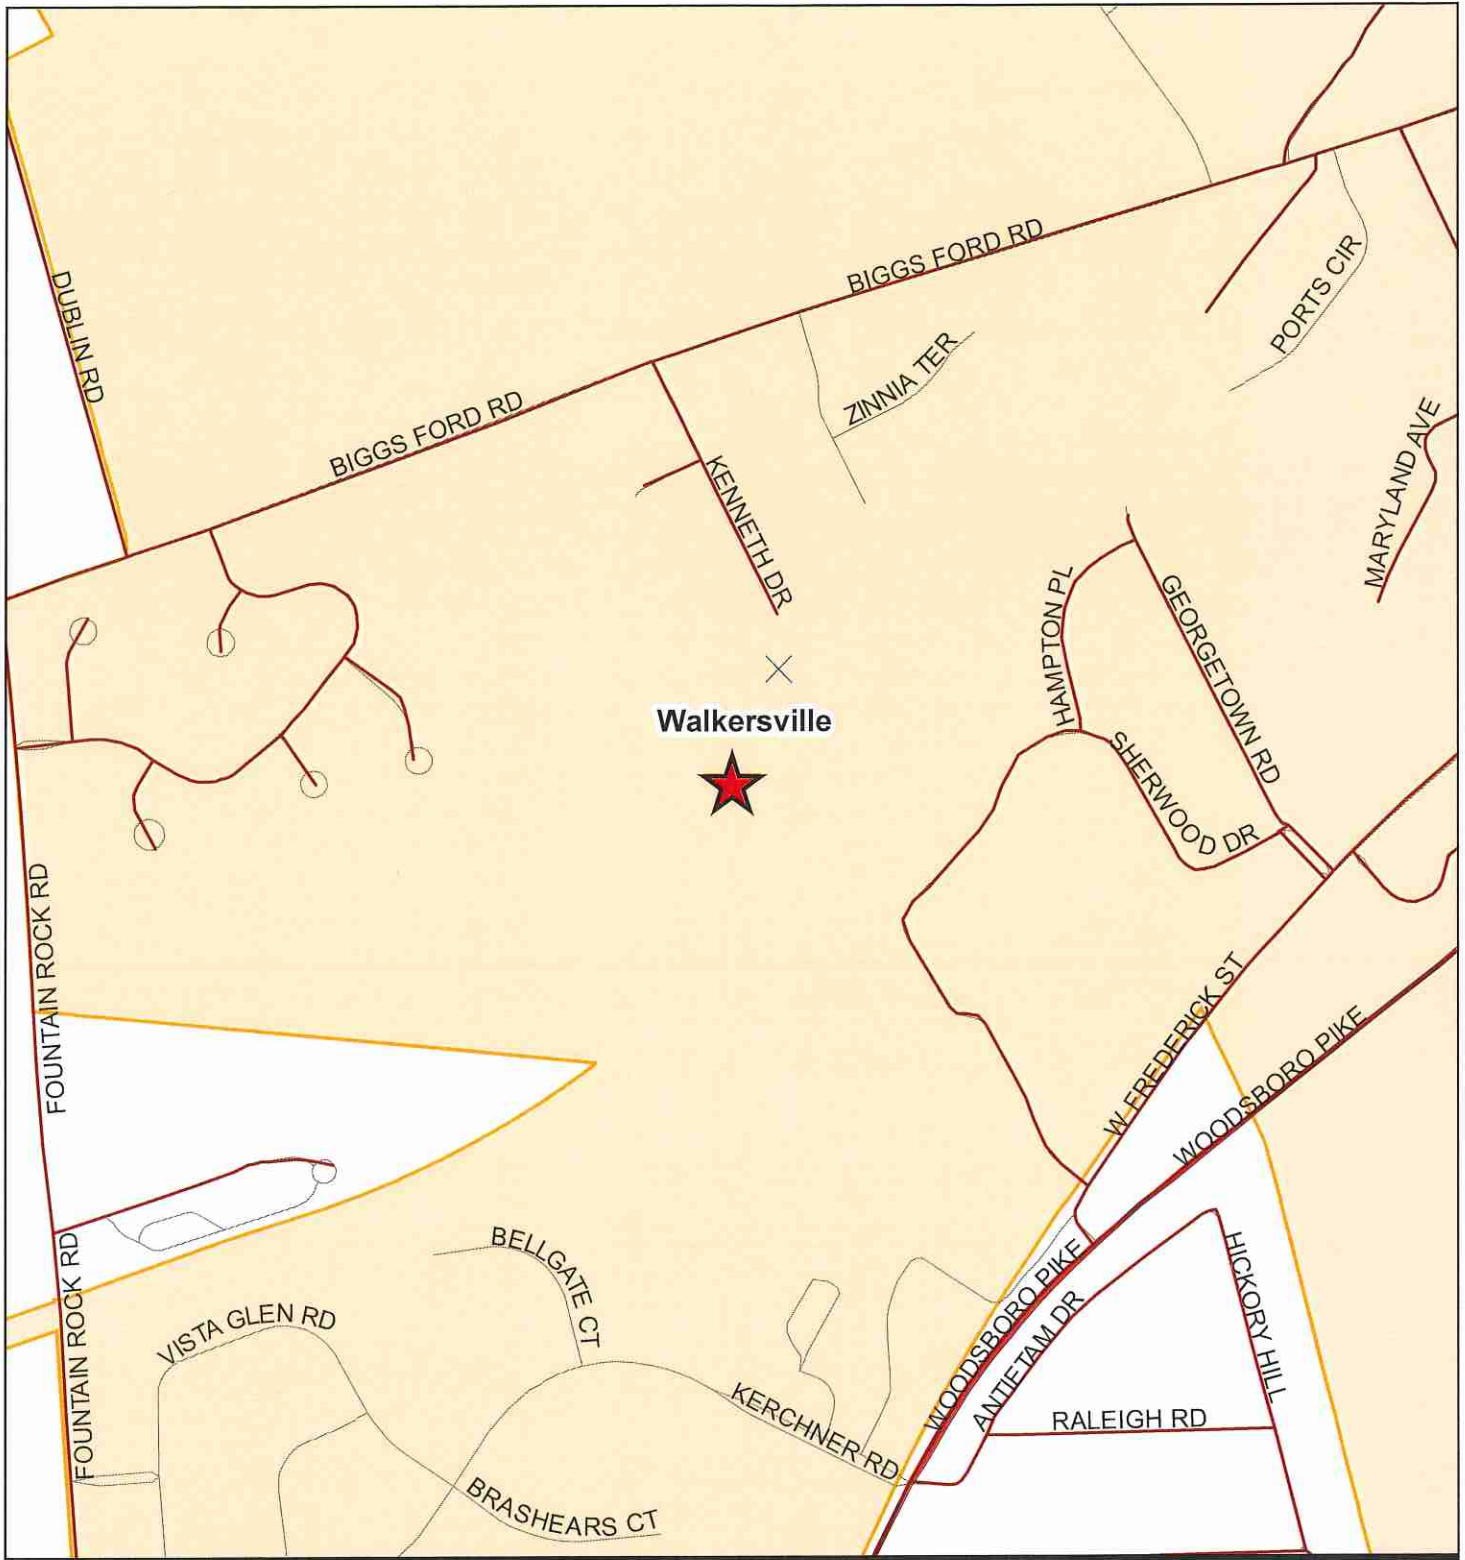 BIGGS FORD RD
DUBLIN RD
PORTS CIR
ZINNIA TER
BIGGS FORD RD
MARYLAND AVE
KENNETH DR
HAMPTON PL
GEORGETOWN RD
Walkersville
SHERWOOD DR
FOUNTAIN ROCK RD
W FREDERICK ST
WOODSBORO PIKE
BELLGATE CT
FOUNTAIN ROCK RD
VISTA GLEN RD
WOODSBORO PIKE
ANTIETAM DR
HICKORY HILL
KERCHNER RD
RALEIGH RD
BRASHEARS CT